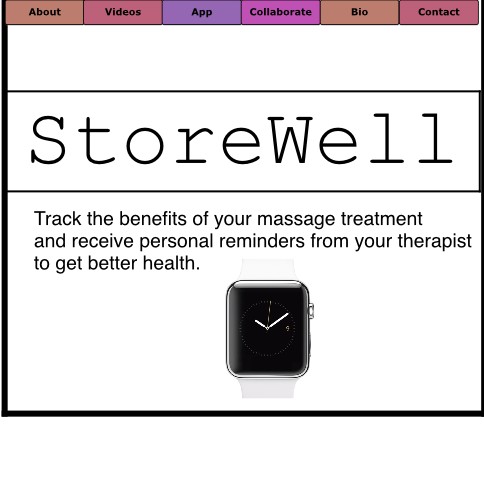 About Videos App Collaborate Bio Contact
StoreWell
Track the benefits of your massage treatment
and receive personal reminders from your therapist
to get better health.
9